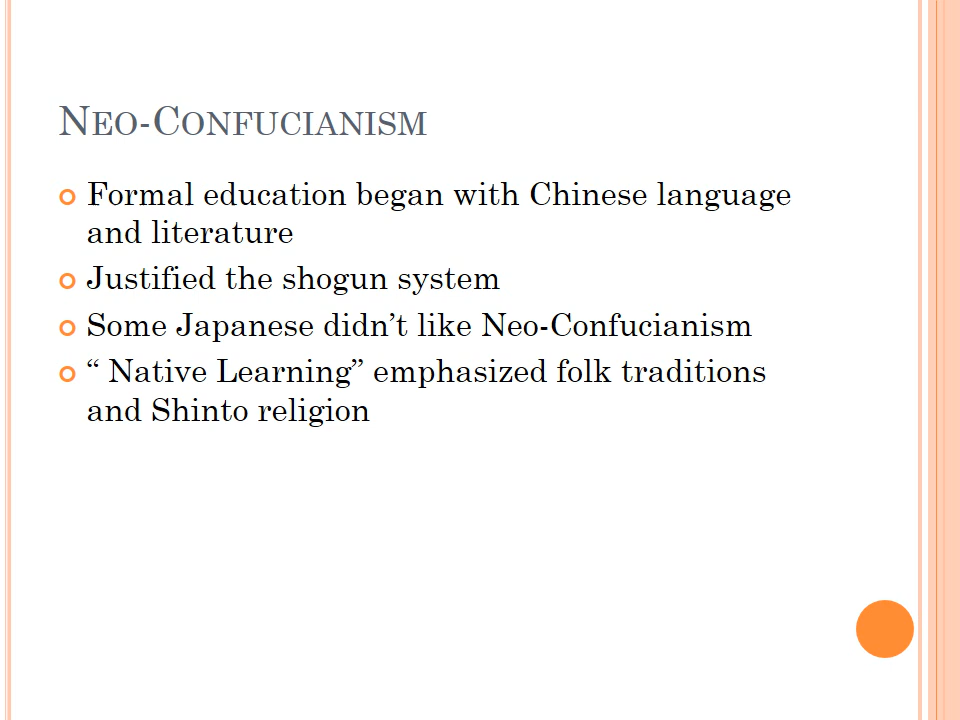 Neo-Confucianism
Formal education began with Chinese language
and literature
Justified the shogun system
Some Japanese didn’t like Neo-Confucianism
“ Native Learning” emphasized folk traditions
and Shinto religion